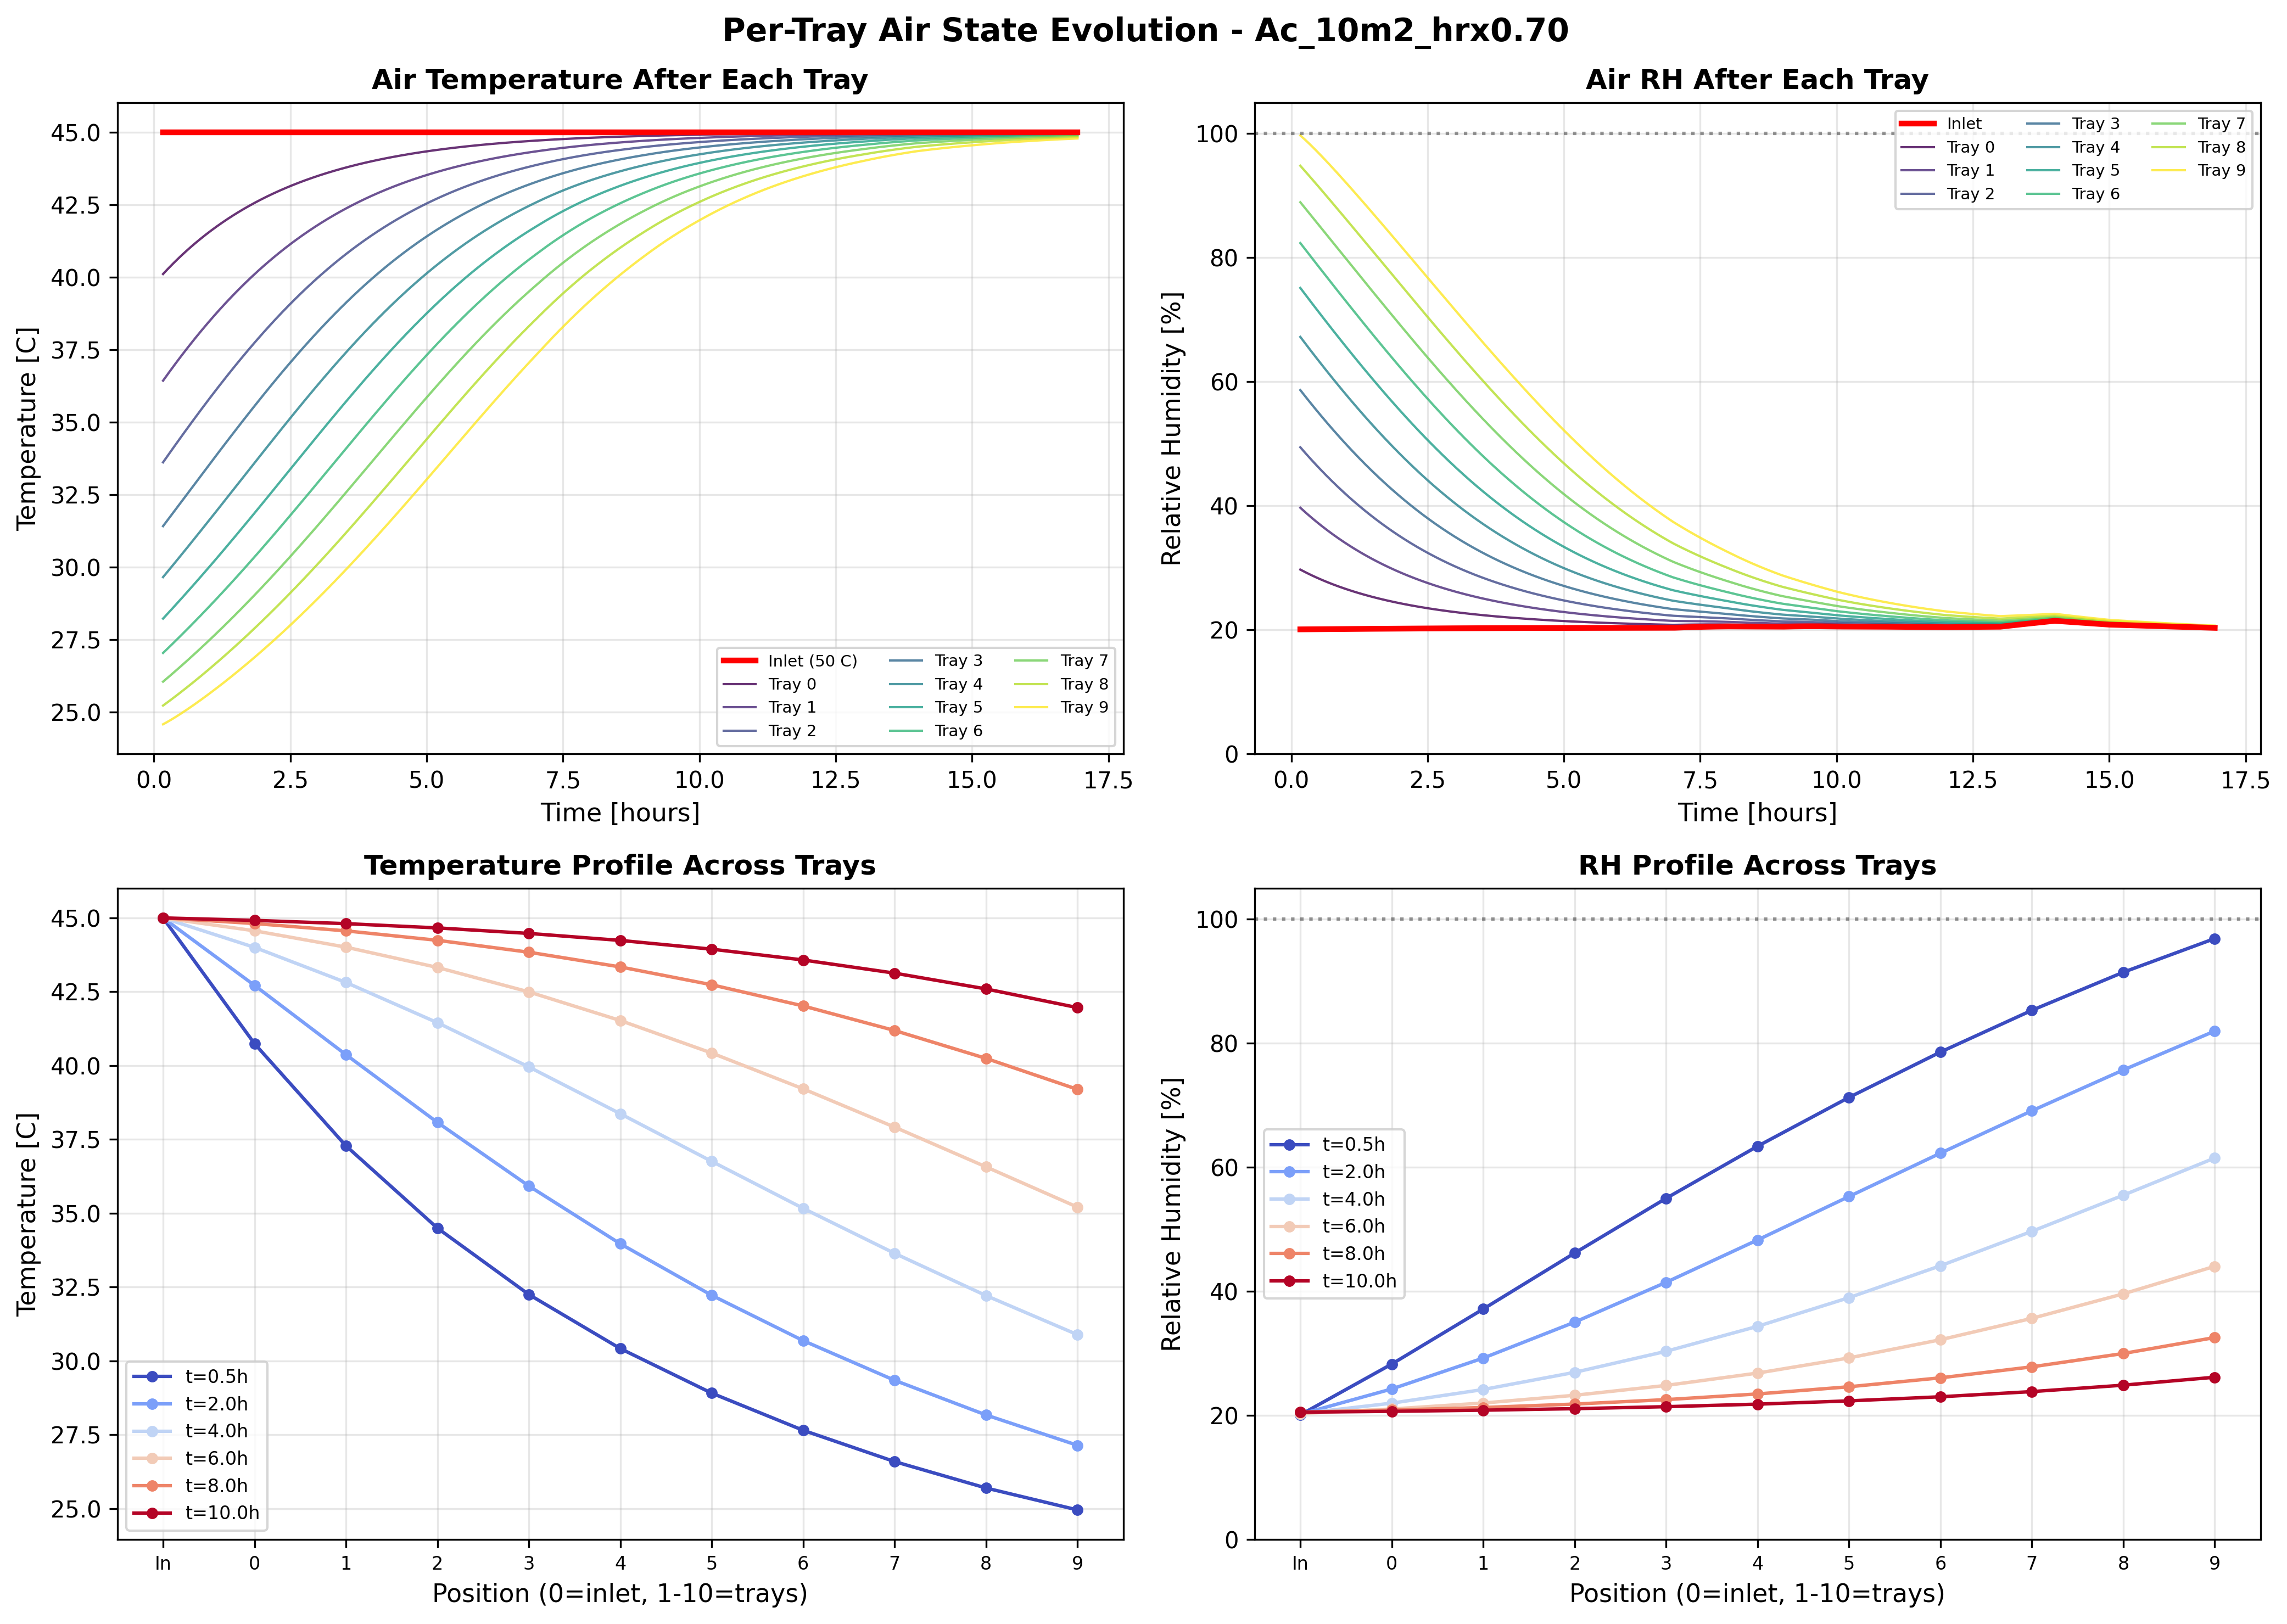 Per-Tray Air State Evolution - Ac_10m2_hrx0.70
Air Temperature After Each Tray
Temperature [C]
45.0
42.5
40.0
37.5
35.0
32.5
30.0
27.5
25.0
Inlet (50 C)
Tray 0
Tray 1
Tray 2
Tray 3
Tray 4
Tray 5
Tray 6
Tray 7
Tray 8
Tray 9
0.0 2.5 5.0 7.5 10.0 12.5 15.0 17.5
Time [hours]
Air RH After Each Tray
Relative Humidity [%]
100
80
60
40
20
0
Inlet
Tray 0
Tray 1
Tray 2
Tray 3
Tray 4
Tray 5
Tray 6
Tray 7
Tray 8
Tray 9
0.0 2.5 5.0 7.5 10.0 12.5 15.0 17.5
Time [hours]
Temperature Profile Across Trays
Temperature [C]
45.0
42.5
40.0
37.5
35.0
32.5
30.0
27.5
25.0
t=0.5h
t=2.0h
t=4.0h
t=6.0h
t=8.0h
t=10.0h
In 0 1 2 3 4 5 6 7 8 9
Position (0=inlet, 1-10=trays)
RH Profile Across Trays
Relative Humidity [%]
100
80
60
40
20
0
t=0.5h
t=2.0h
t=4.0h
t=6.0h
t=8.0h
t=10.0h
In 0 1 2 3 4 5 6 7 8 9
Position (0=inlet, 1-10=trays)